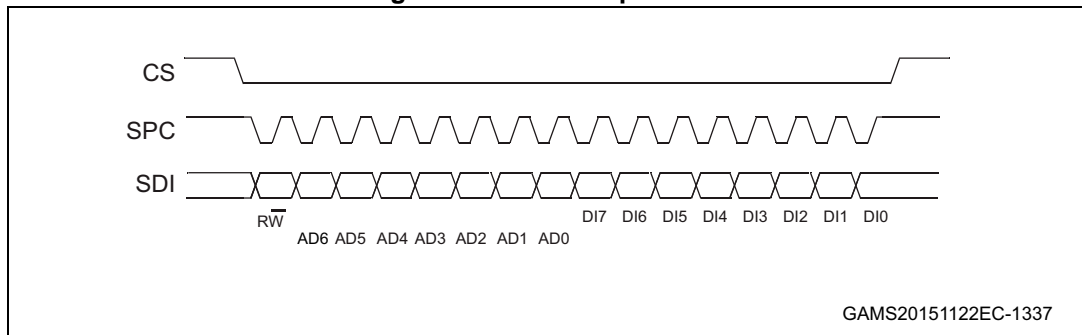 CS
SPC
SDI
RW̅
DI7 DI6 DI5 DI4 DI3 DI2 DI1 DI0
AD6 AD5 AD4 AD3 AD2 AD1 AD0
GAMS20151122EC-1337